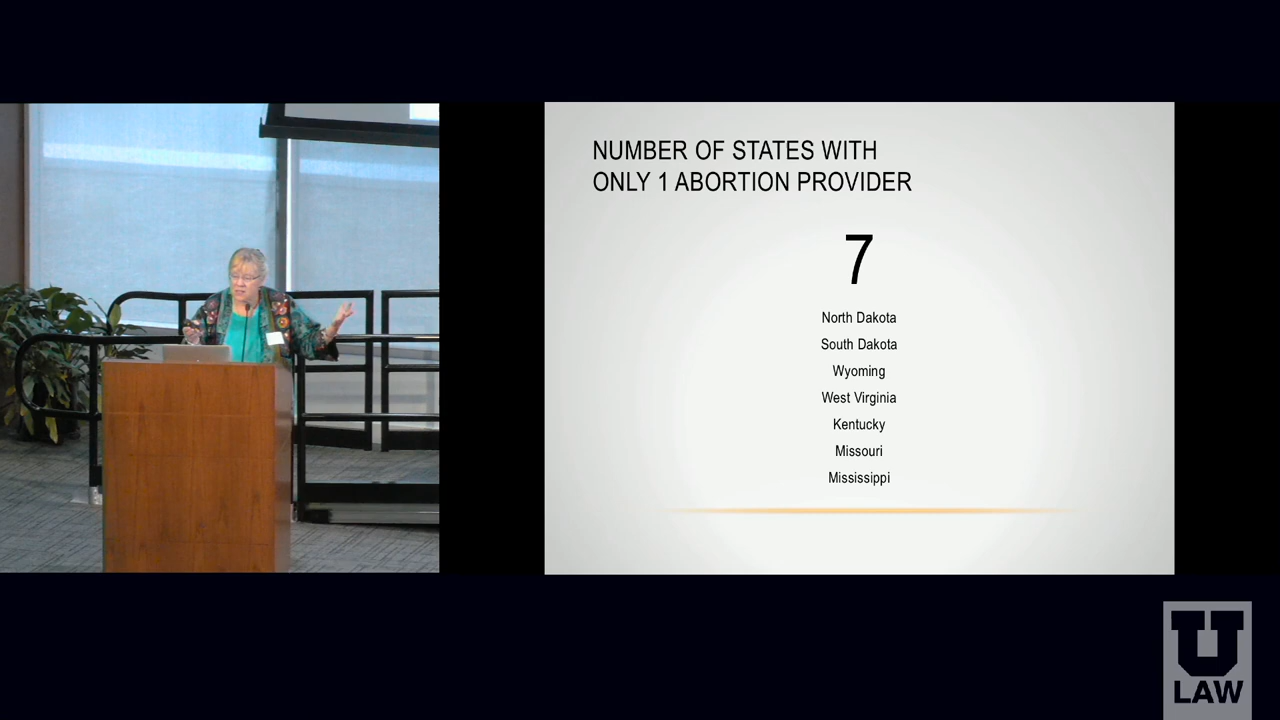 NUMBER OF STATES WITH
ONLY 1 ABORTION PROVIDER
7
North Dakota
South Dakota
Wyoming
West Virginia
Kentucky
Missouri
Mississippi
U
LAW